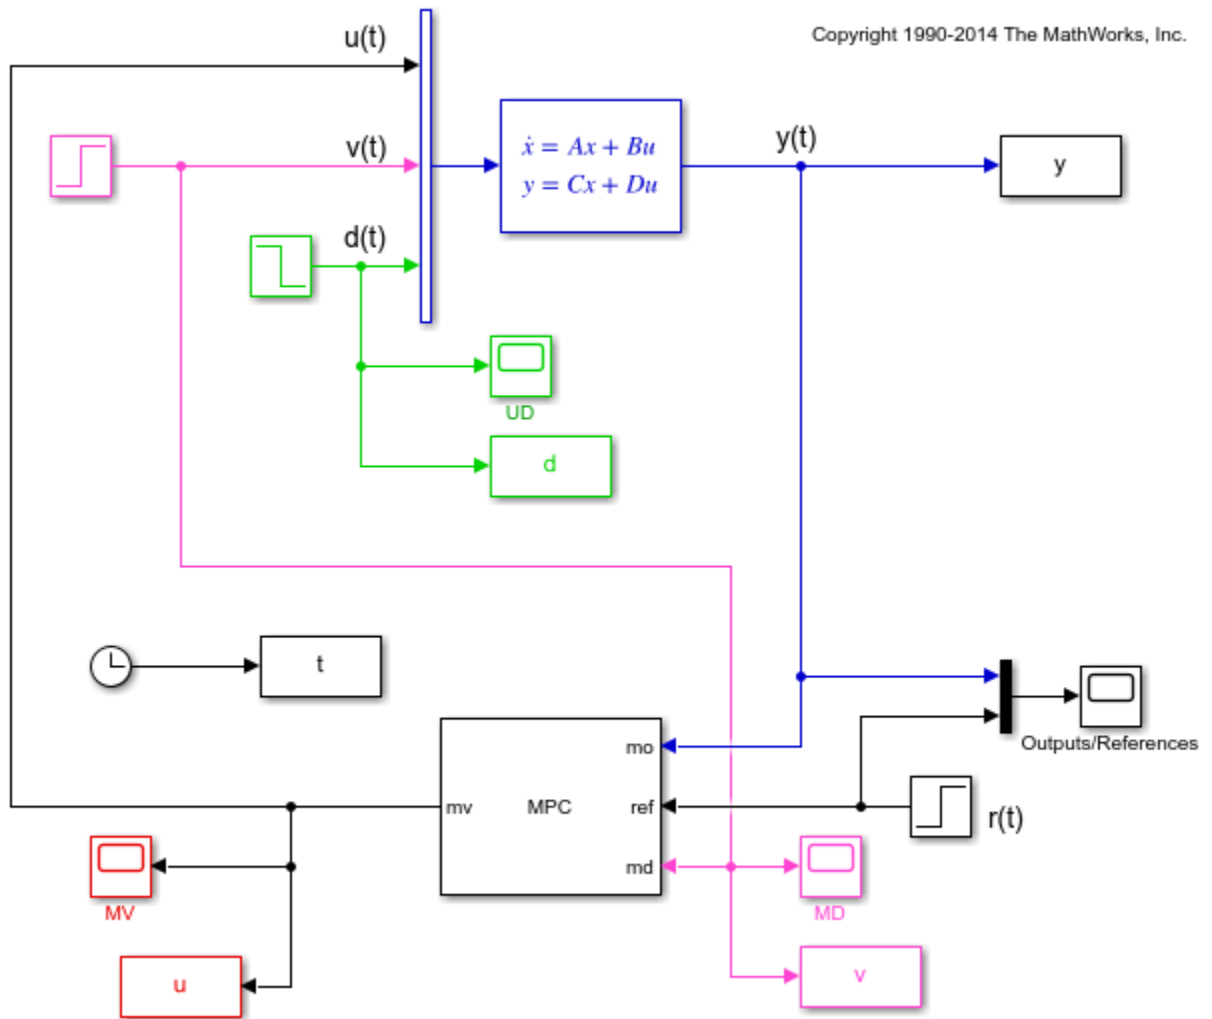 Copyright 1990-2014 The MathWorks, Inc.
u(t)
v(t)
d(t)
ẋ = Ax + Bu
y = Cx + Du
y(t)
y
UD
d
t
mo
mv
MPC
ref
md
Outputs/References
r(t)
MV
MD
u
v